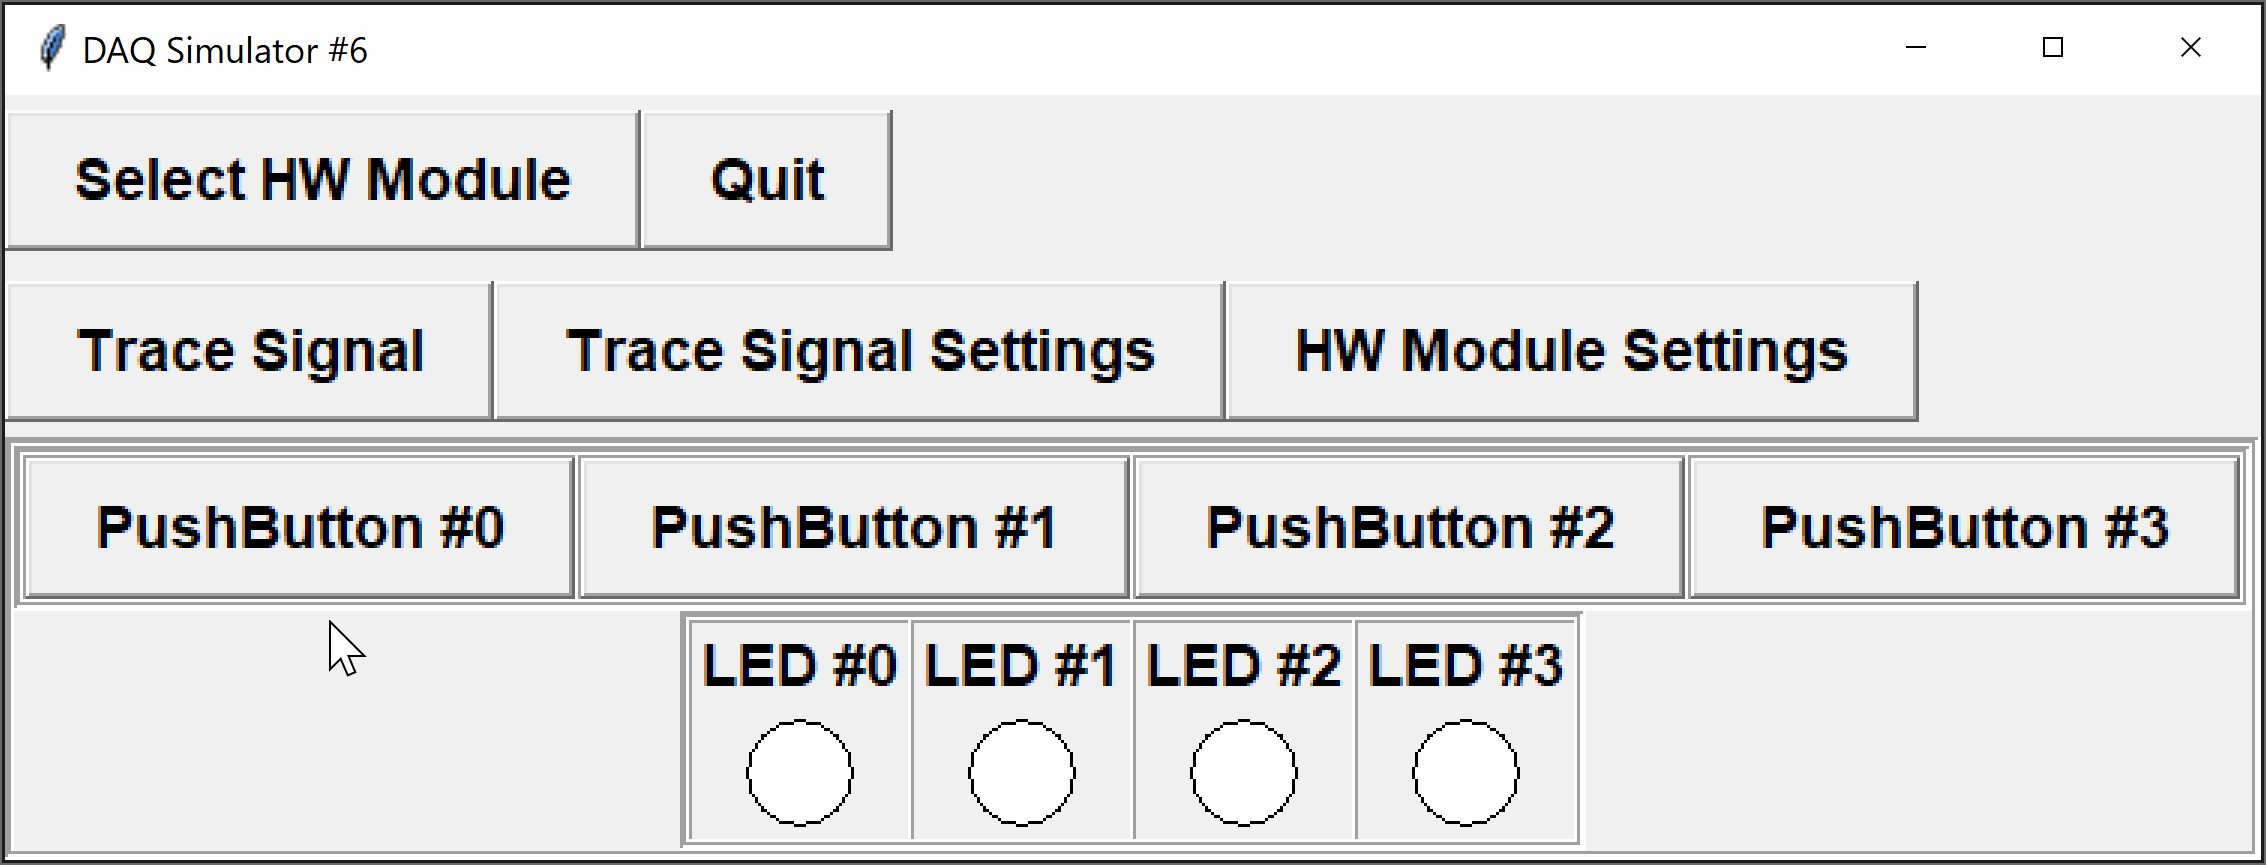 DAQ Simulator #6
Select HW Module Quit
Trace Signal Trace Signal Settings HW Module Settings
PushButton #0 PushButton #1 PushButton #2 PushButton #3
LED #0 LED #1 LED #2 LED #3